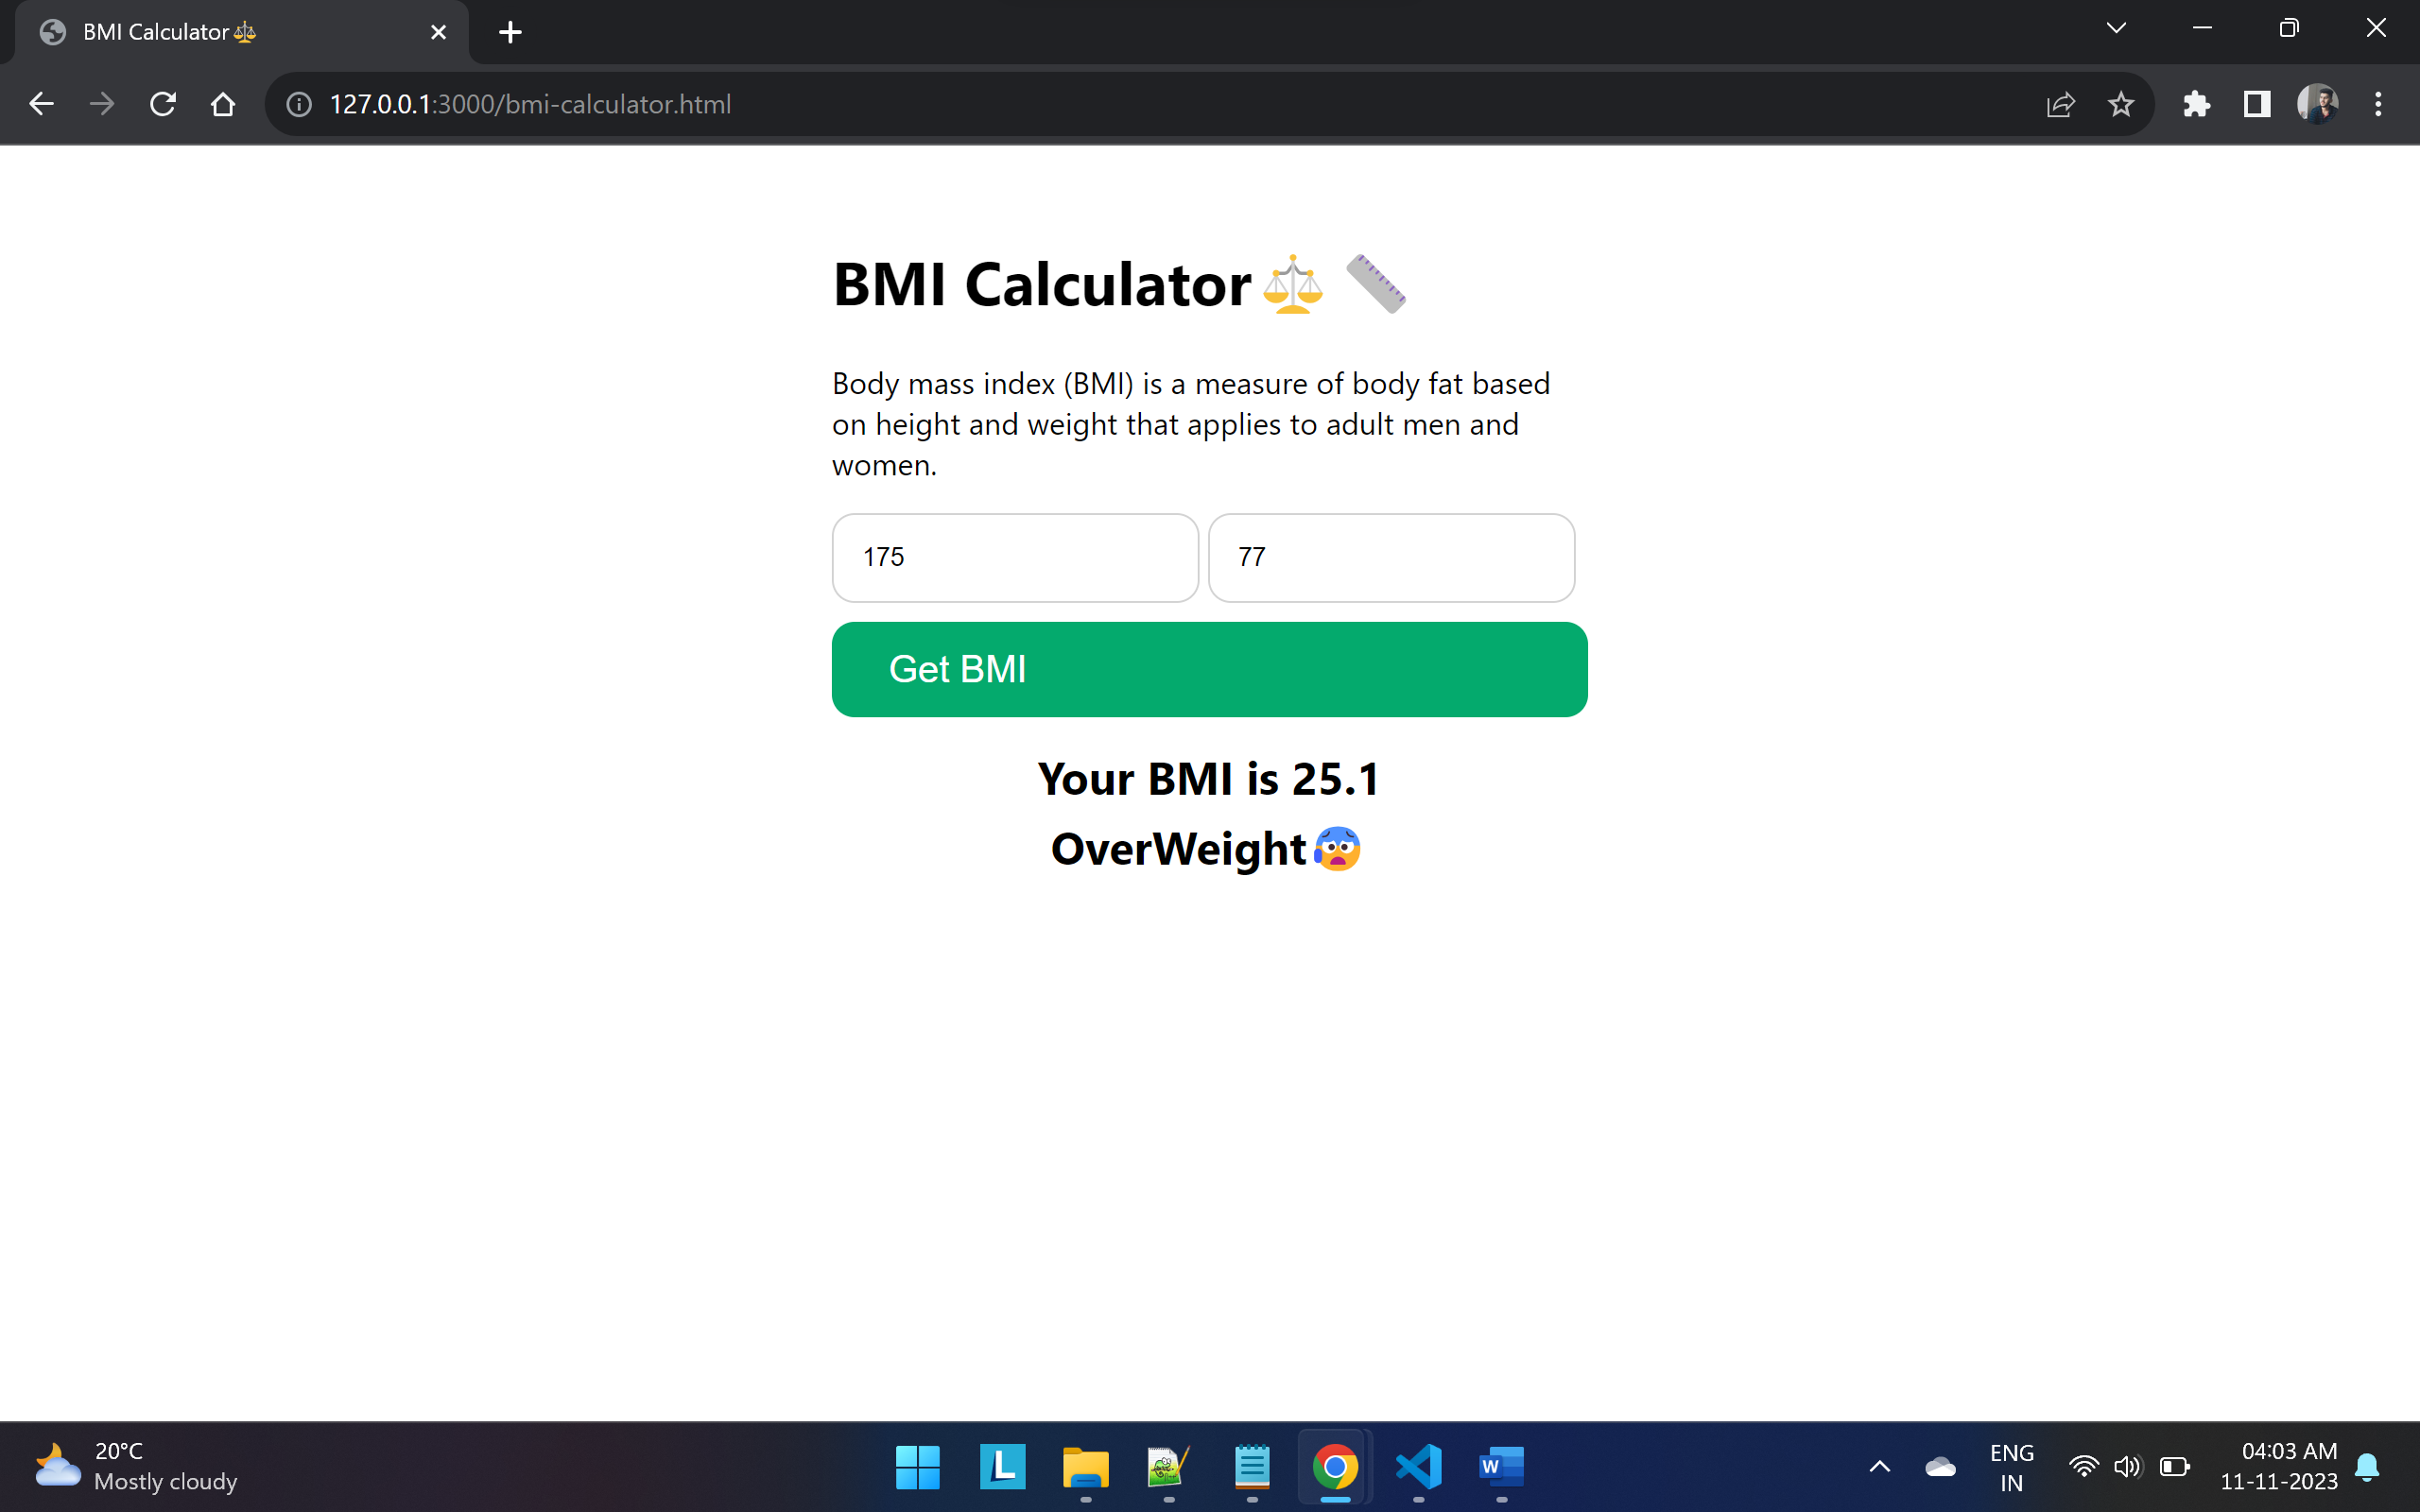 BMI Calculator⚖️
127.0.0.1:3000/bmi-calculator.html
BMI Calculator⚖️ 📏
Body mass index (BMI) is a measure of body fat based
on height and weight that applies to adult men and
women.
175
77
Get BMI
Your BMI is 25.1
OverWeight😰
20°C
Mostly cloudy
L
W
ENG
IN
04:03 AM
11-11-2023